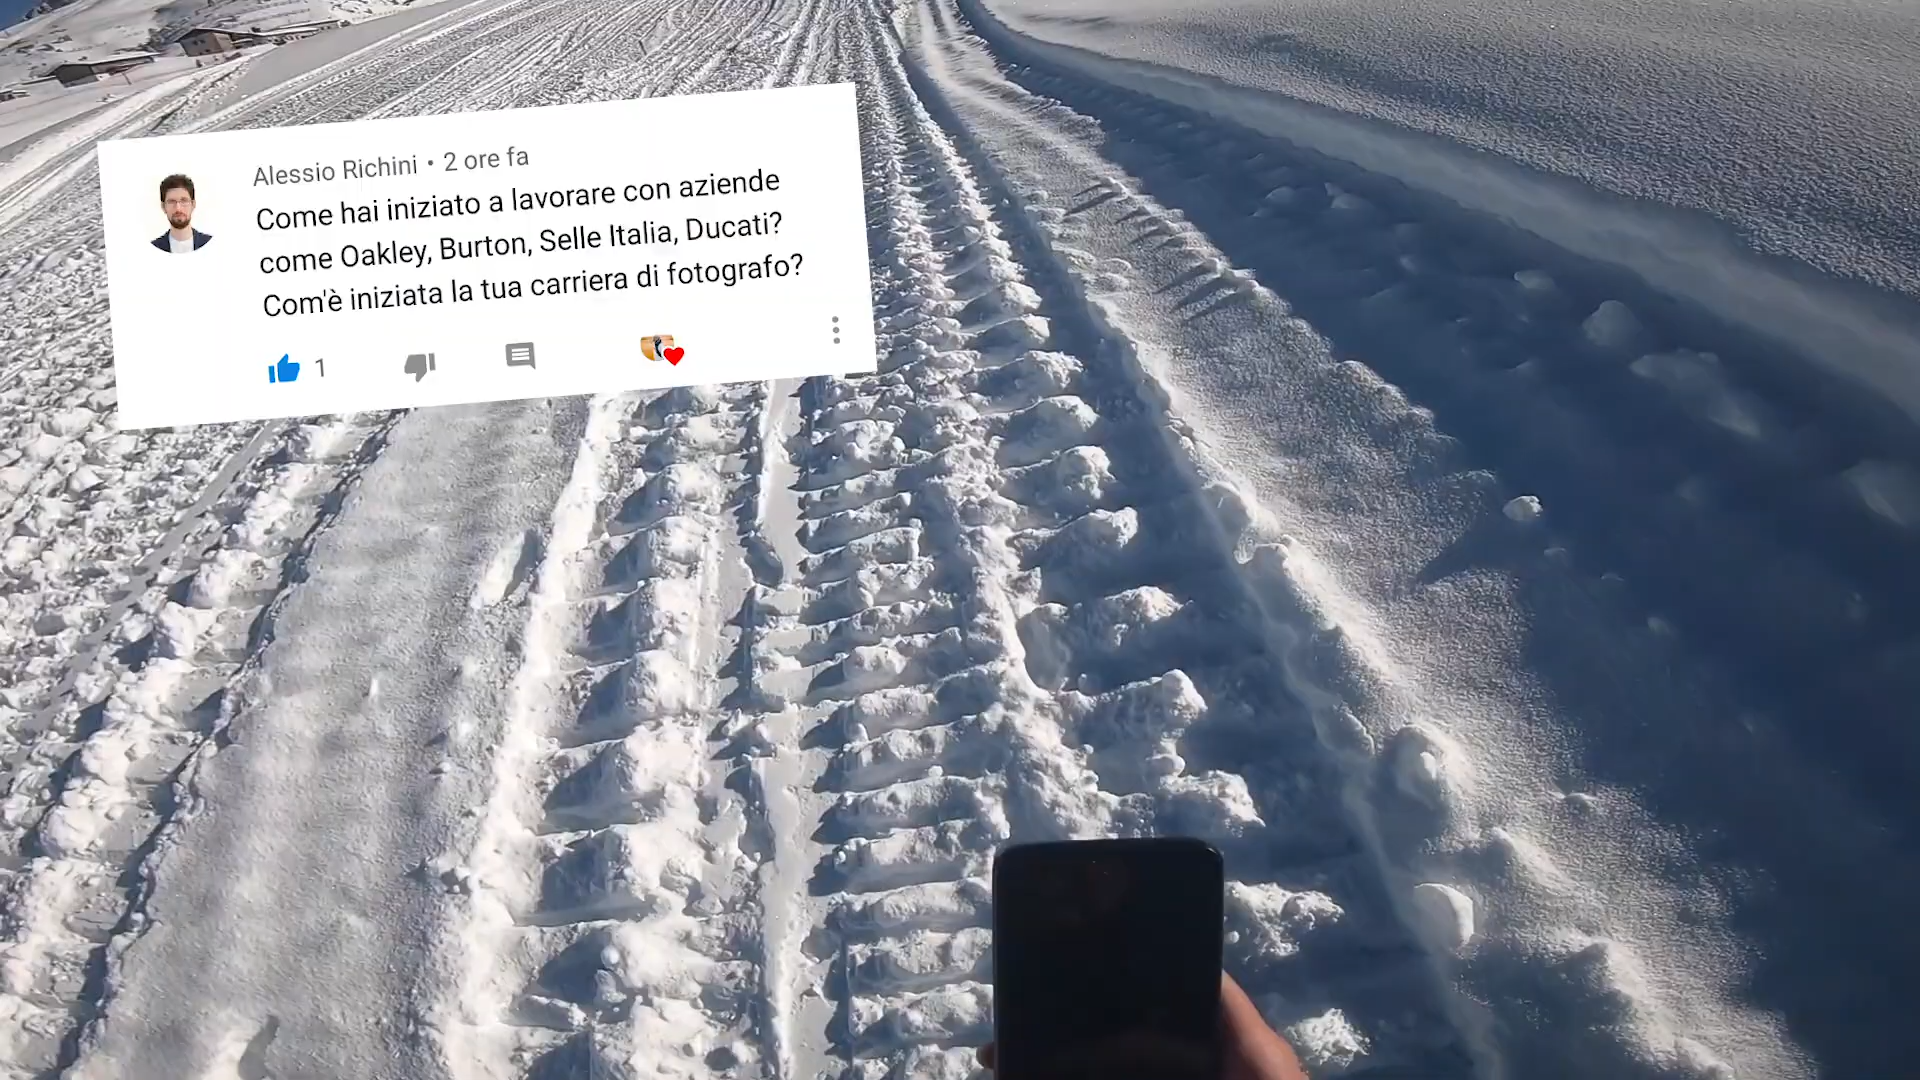 Alessio Richini • 2 ore fa
Come hai iniziato a lavorare con aziende
come Oakley, Burton, Selle Italia, Ducati?
Com'è iniziata la tua carriera di fotografo?
1